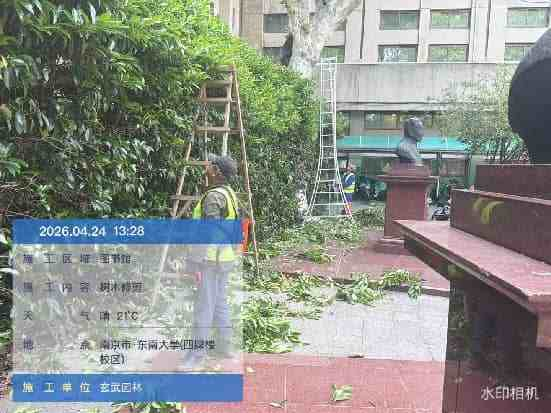 2026.04.24 13:28
施工区域 图书馆
施工内容 树木修剪
天气 晴 21℃
地点 南京市·东南大学(四牌楼
校区)
施工单位 玄武园林
水印相机